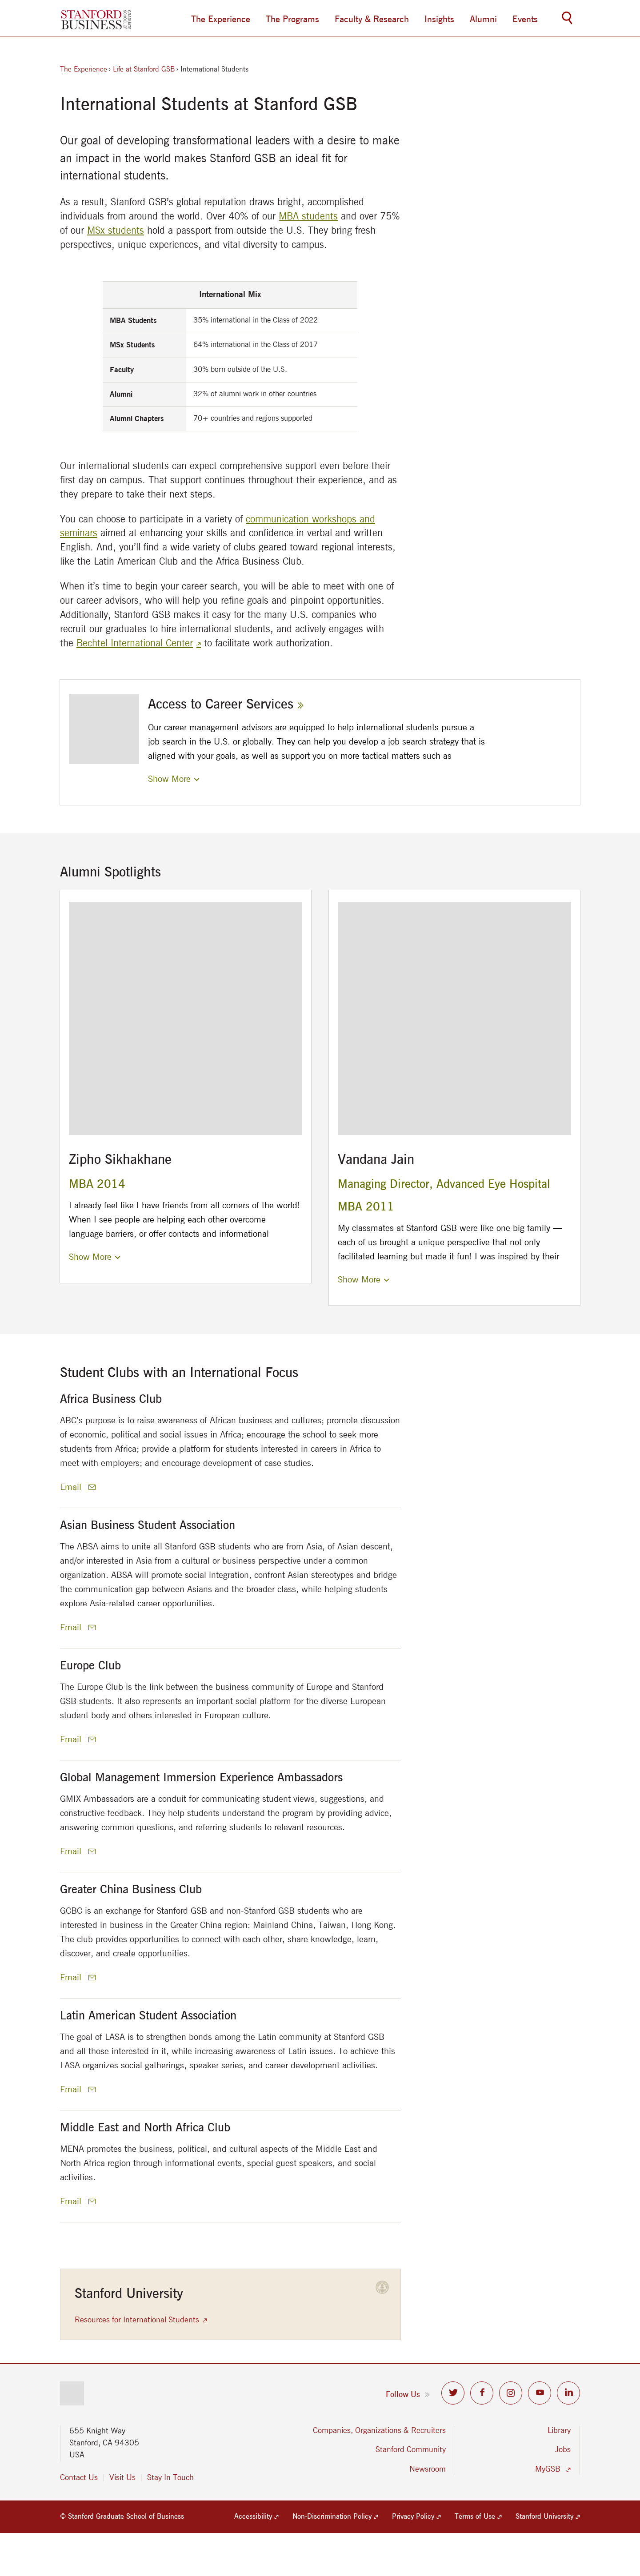 STANFORD
BUSINESS
The Experience
The Programs
Faculty & Research
Insights
Alumni
Events
The Experience › Life at Stanford GSB › International Students
International Students at Stanford GSB
Our goal of developing transformational leaders with a desire to make
an impact in the world makes Stanford GSB an ideal fit for
international students.
As a result, Stanford GSB's global reputation draws bright, accomplished
individuals from around the world. Over 40% of our MBA students and over 75%
of our MSx students hold a passport from outside the U.S. They bring fresh
perspectives, unique experiences, and vital diversity to campus.
International Mix
MBA Students 35% international in the Class of 2022
MSx Students 64% international in the Class of 2017
Faculty 30% born outside of the U.S.
Alumni 32% of alumni work in other countries
Alumni Chapters 70+ countries and regions supported
Our international students can expect comprehensive support even before their
first day on campus. That support continues throughout their experience, and as
they prepare to take their next steps.
You can choose to participate in a variety of communication workshops and
seminars aimed at enhancing your skills and confidence in verbal and written
English. And, you'll find a wide variety of clubs geared toward regional interests,
like the Latin American Club and the Africa Business Club.
When it's time to begin your career search, you will be able to meet with one of
our career advisors, who will help you refine goals and pinpoint opportunities.
Additionally, Stanford GSB makes it easy for the many U.S. companies who
recruit our graduates to hire international students, and actively engages with
the Bechtel International Center to facilitate work authorization.
Access to Career Services »
Our career management advisors are equipped to help international students pursue a
job search in the U.S. or globally. They can help you develop a job search strategy that is
aligned with your goals, as well as support you on more tactical matters such as
Show More
Alumni Spotlights
Zipho Sikhakhane
MBA 2014
I already feel like I have friends from all corners of the world!
When I see people are helping each other overcome
language barriers, or offer contacts and informational
Show More
Vandana Jain
Managing Director, Advanced Eye Hospital
MBA 2011
My classmates at Stanford GSB were like one big family —
each of us brought a unique perspective that not only
facilitated learning but made it fun! I was inspired by their
Show More
Student Clubs with an International Focus
Africa Business Club
ABC's purpose is to raise awareness of African business and cultures; promote discussion
of economic, political and social issues in Africa; encourage the school to seek more
students from Africa; provide a platform for students interested in careers in Africa to
meet with employers; and encourage development of case studies.
Email
Asian Business Student Association
The ABSA aims to unite all Stanford GSB students who are from Asia, of Asian descent,
and/or interested in Asia from a cultural or business perspective under a common
organization. ABSA will promote social integration, confront Asian stereotypes and bridge
the communication gap between Asians and the broader class, while helping students
explore Asia-related career opportunities.
Email
Europe Club
The Europe Club is the link between the business community of Europe and Stanford
GSB students. It also represents an important social platform for the diverse European
student body and others interested in European culture.
Email
Global Management Immersion Experience Ambassadors
GMIX Ambassadors are a conduit for communicating student views, suggestions, and
constructive feedback. They help students understand the program by providing advice,
answering common questions, and referring students to relevant resources.
Email
Greater China Business Club
GCBC is an exchange for Stanford GSB and non-Stanford GSB students who are
interested in business in the Greater China region: Mainland China, Taiwan, Hong Kong.
The club provides opportunities to connect with each other, share knowledge, learn,
discover, and create opportunities.
Email
Latin American Student Association
The goal of LASA is to strengthen bonds among the Latin community at Stanford GSB
and all those interested in it, while increasing awareness of Latin issues. To achieve this
LASA organizes social gatherings, speaker series, and career development activities.
Email
Middle East and North Africa Club
MENA promotes the business, political, and cultural aspects of the Middle East and
North Africa region through informational events, special guest speakers, and social
activities.
Email
Stanford University
Resources for International Students
Follow Us »
655 Knight Way
Stanford, CA 94305
USA
Contact Us
Visit Us
Stay In Touch
Companies, Organizations & Recruiters
Stanford Community
Newsroom
Library
Jobs
MyGSB
© Stanford Graduate School of Business
Accessibility
Non-Discrimination Policy
Privacy Policy
Terms of Use
Stanford University